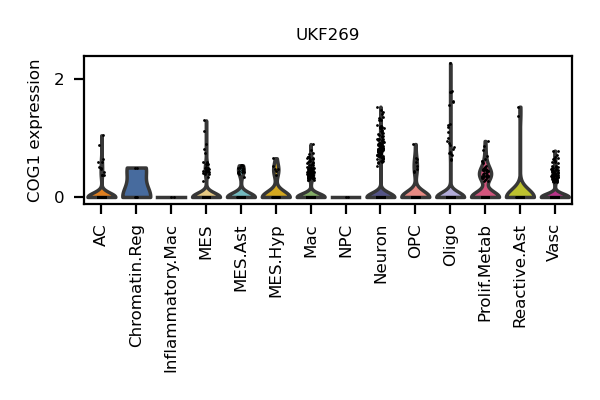 UKF269
COG1 expression
2
0
AC
Chromatin.Reg
Inflammatory.Mac
MES
MES.Ast
MES.Hyp
Mac
NPC
Neuron
OPC
Oligo
Prolif.Metab
Reactive.Ast
Vasc